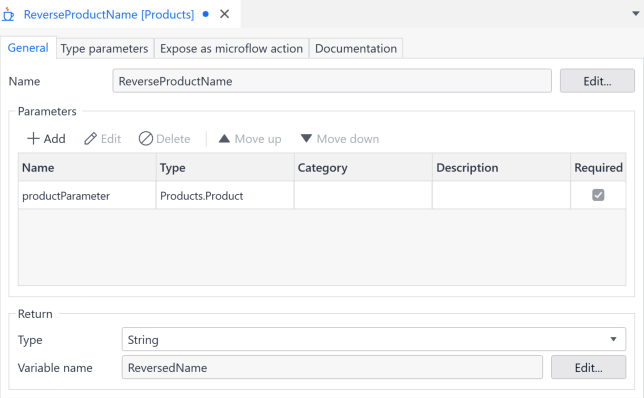 ReverseProductName [Products]
General Type parameters Expose as microflow action Documentation
Name ReverseProductName Edit...
Parameters
Add Edit Delete Move up Move down
Name Type Category Description Required
productParameter Products.Product
Return
Type String
Variable name ReversedName Edit...